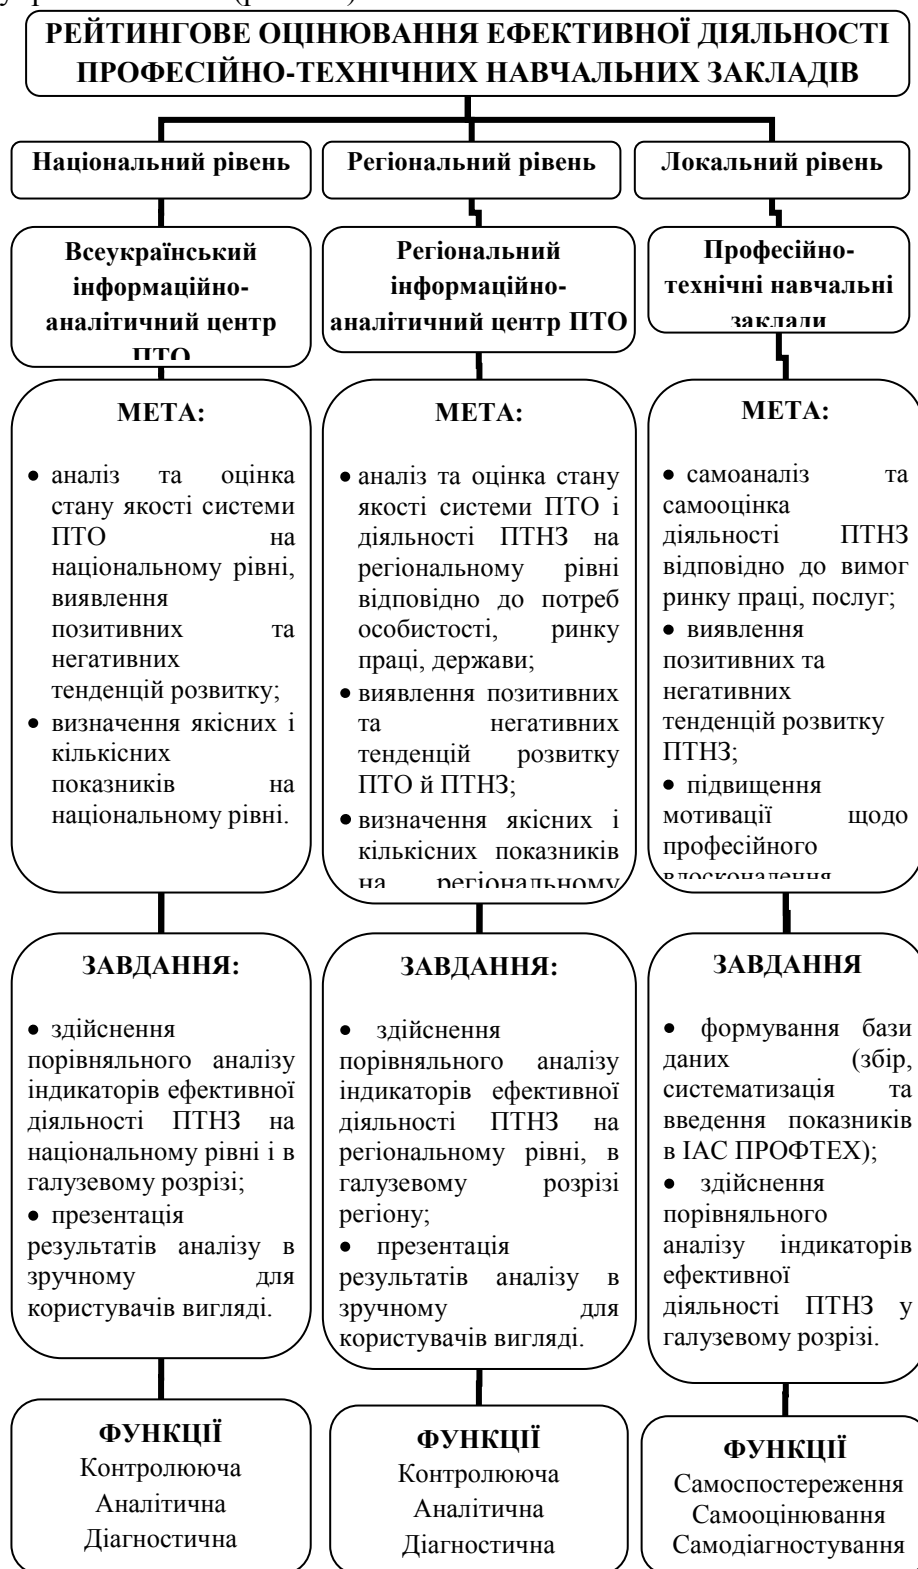 РЕЙТИНГОВЕ ОЦІНЮВАННЯ ЕФЕКТИВНОЇ ДІЯЛЬНОСТІ
ПРОФЕСІЙНО-ТЕХНІЧНИХ НАВЧАЛЬНИХ ЗАКЛАДІВ
Національний рівень
Всеукраїнський
інформаційно-
аналітичний центр
ПТО
МЕТА:
• аналіз та оцінка
стану якості системи
ПТО на
національному рівні,
виявлення
позитивних та
негативних
тенденцій розвитку;
• визначення якісних і
кількісних
показників на
національному рівні.
ЗАВДАННЯ:
• здійснення
порівняльного аналізу
індикаторів ефективної
діяльності ПТНЗ на
національному рівні і в
галузевому розрізі;
• презентація
результатів аналізу в
зручному для
користувачів вигляді.
ФУНКЦІЇ
Контролююча
Аналітична
Діагностична
Регіональний рівень
Регіональний
інформаційно-
аналітичний центр ПТО
МЕТА:
• аналіз та оцінка стану
якості системи ПТО і
діяльності ПТНЗ на
регіональному рівні
відповідно до потреб
особистості, ринку
праці, держави;
• виявлення позитивних
та негативних
тенденцій розвитку
ПТО й ПТНЗ;
• визначення якісних і
кількісних показників
на регіональному
ЗАВДАННЯ:
• здійснення
порівняльного аналізу
індикаторів ефективної
діяльності ПТНЗ на
регіональному рівні, в
галузевому розрізі
регіону;
• презентація
результатів аналізу в
зручному для
користувачів вигляді.
ФУНКЦІЇ
Контролююча
Аналітична
Діагностична
Локальний рівень
Професійно-
технічні навчальні
заклади
МЕТА:
• самоаналіз та
самооцінка
діяльності ПТНЗ
відповідно до вимог
ринку праці, послуг;
• виявлення
позитивних та
негативних
тенденцій розвитку
ПТНЗ;
• підвищення
мотивації щодо
професійного
вдосконалення
ЗАВДАННЯ
• формування бази
даних (збір,
систематизація та
введення показників
в ІАС ПРОФТЕХ);
• здійснення
порівняльного
аналізу індикаторів
ефективної
діяльності ПТНЗ у
галузевому розрізі.
ФУНКЦІЇ
Самоспостереження
Самооцінювання
Самодіагностування